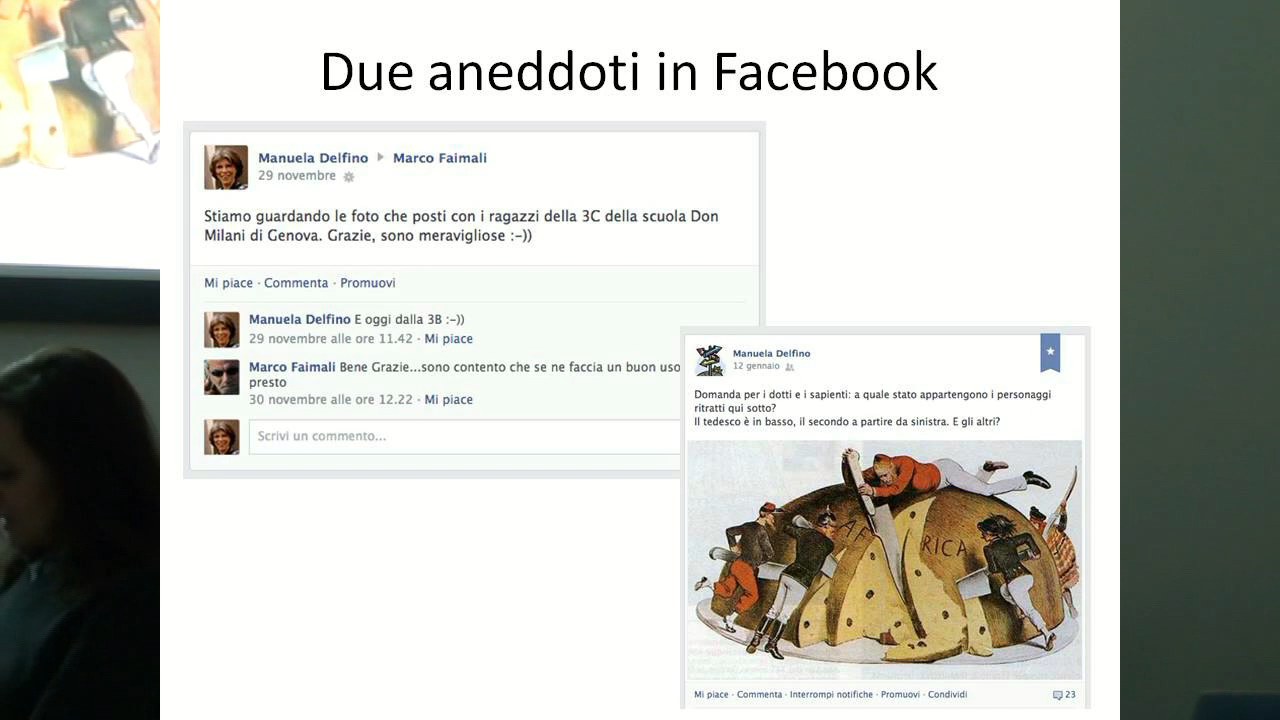 Due aneddoti in Facebook
Manuela Delfino Marco Faimali
29 novembre
Stiamo guardando le foto che posti con i ragazzi della 3C della scuola Don
Milani di Genova. Grazie, sono meravigliose :-))
Mi piace · Commenta · Promuovi
Manuela Delfino E oggi dalla 3B :-))
29 novembre alle ore 11.42 · Mi piace
Marco Faimali Bene Grazie...sono contento che se ne faccia un buon uso
presto
30 novembre alle ore 12.22 · Mi piace
Scrivi un commento...
Manuela Delfino
12 gennaio
Domanda per i dotti e i sapienti: a quale stato appartengono i personaggi
ritratti qui sotto?
Il tedesco è in basso, il secondo a partire da sinistra. E gli altri?
AF RICA
Mi piace · Commenta · Interrompi notifiche · Promuovi · Condividi
23